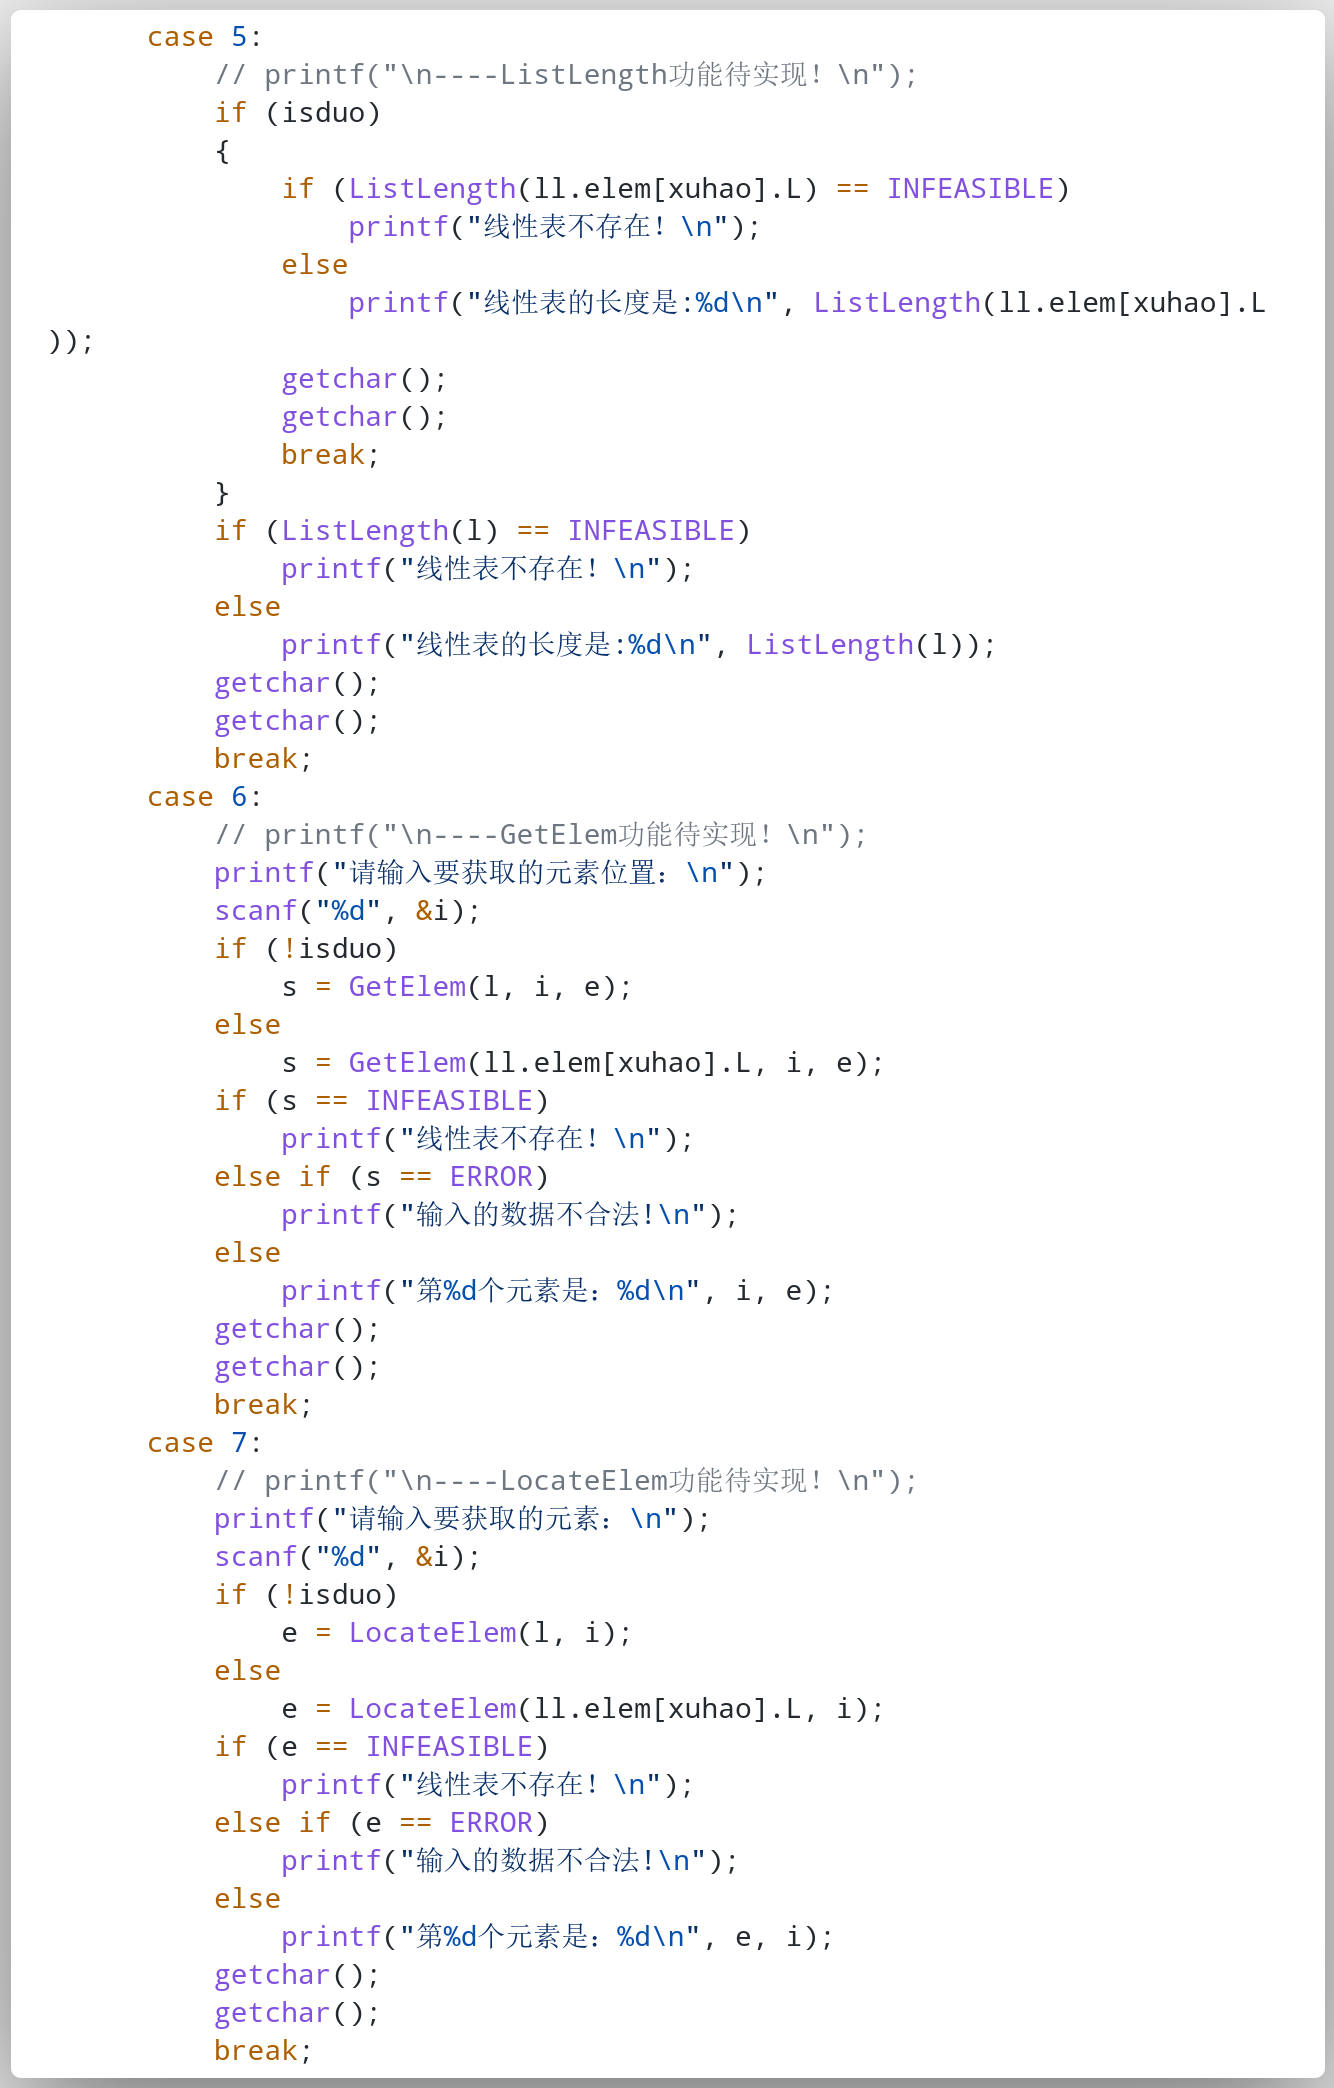 case 5:
// printf("\n----ListLength功能待实现！\n");
if (isduo)
{
if (ListLength(ll.elem[xuhao].L) == INFEASIBLE)
printf("线性表不存在！\n");
else
printf("线性表的长度是:%d\n", ListLength(ll.elem[xuhao].L
));
getchar();
getchar();
break;
}
if (ListLength(l) == INFEASIBLE)
printf("线性表不存在！\n");
else
printf("线性表的长度是:%d\n", ListLength(l));
getchar();
getchar();
break;
case 6:
// printf("\n----GetElem功能待实现！\n");
printf("请输入要获取的元素位置：\n");
scanf("%d", &i);
if (!isduo)
s = GetElem(l, i, e);
else
s = GetElem(ll.elem[xuhao].L, i, e);
if (s == INFEASIBLE)
printf("线性表不存在！\n");
else if (s == ERROR)
printf("输入的数据不合法!\n");
else
printf("第%d个元素是：%d\n", i, e);
getchar();
getchar();
break;
case 7:
// printf("\n----LocateElem功能待实现！\n");
printf("请输入要获取的元素：\n");
scanf("%d", &i);
if (!isduo)
e = LocateElem(l, i);
else
e = LocateElem(ll.elem[xuhao].L, i);
if (e == INFEASIBLE)
printf("线性表不存在！\n");
else if (e == ERROR)
printf("输入的数据不合法!\n");
else
printf("第%d个元素是：%d\n", e, i);
getchar();
getchar();
break;